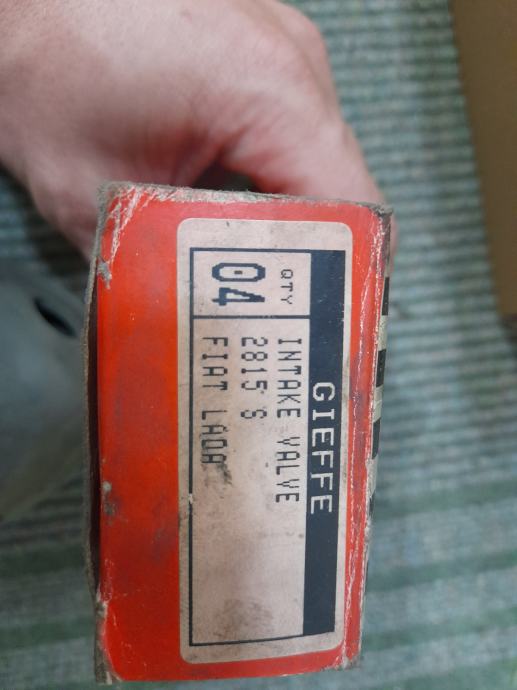 GIEFFE
QTY
04
INTAKE VALVE
2815 S
FIAT LADA